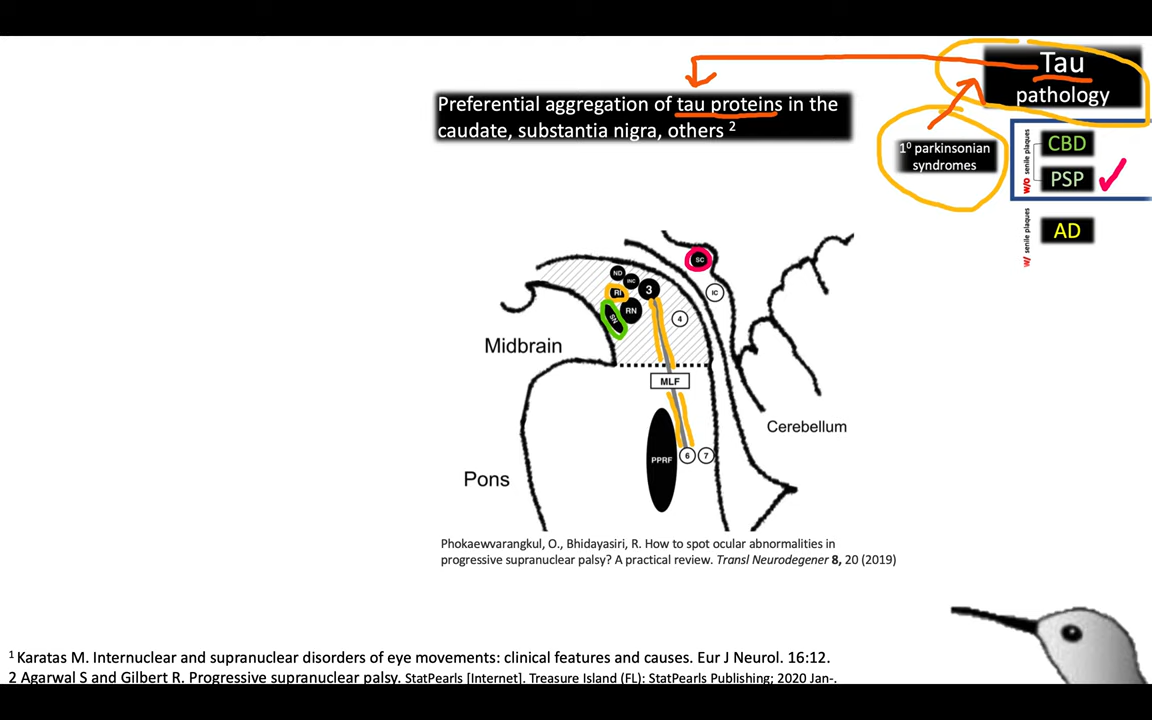 Tau
pathology
Preferential aggregation of tau proteins in the
caudate, substantia nigra, others ²
1⁰ parkinsonian
syndromes
W/O senile plaques
CBD
PSP
W/ senile plaques
AD
SC
ND
INC
RI
3
IC
RN
SN
4
Midbrain
MLF
Cerebellum
PPRF
6
7
Pons
Phokaewvarangkul, O., Bhidayasiri, R. How to spot ocular abnormalities in
progressive supranuclear palsy? A practical review. Transl Neurodegener 8, 20 (2019)
¹ Karatas M. Internuclear and supranuclear disorders of eye movements: clinical features and causes. Eur J Neurol. 16:12.
2 Agarwal S and Gilbert R. Progressive supranuclear palsy. StatPearls [Internet]. Treasure Island (FL): StatPearls Publishing; 2020 Jan-.